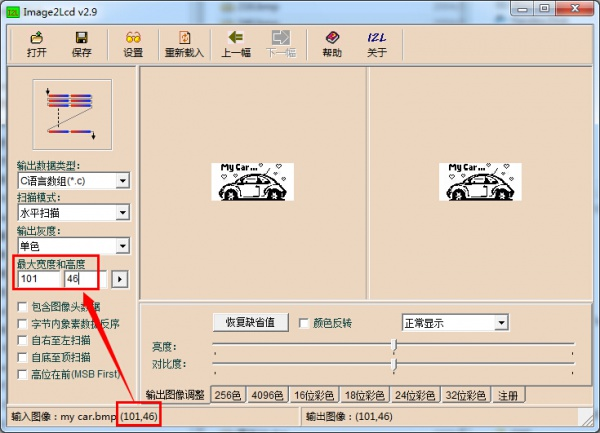 Image2Lcd v2.9
打开 保存 设置 重新载入 上一幅 下一幅 帮助 关于
输出数据类型:
C语言数组(*.c)
扫描模式:
水平扫描
输出灰度:
单色
最大宽度和高度
101 46
包含图像头数据
字节内象素数据反序
自右至左扫描
自底至顶扫描
高位在前(MSB First)
My Car...
My Car...
恢复缺省值 颜色反转 正常显示
亮度:
对比度:
输出图像调整 256色 4096色 16位彩色 18位彩色 24位彩色 32位彩色 注册
输入图像: my car.bmp (101,46) 输出图像: (101,46)